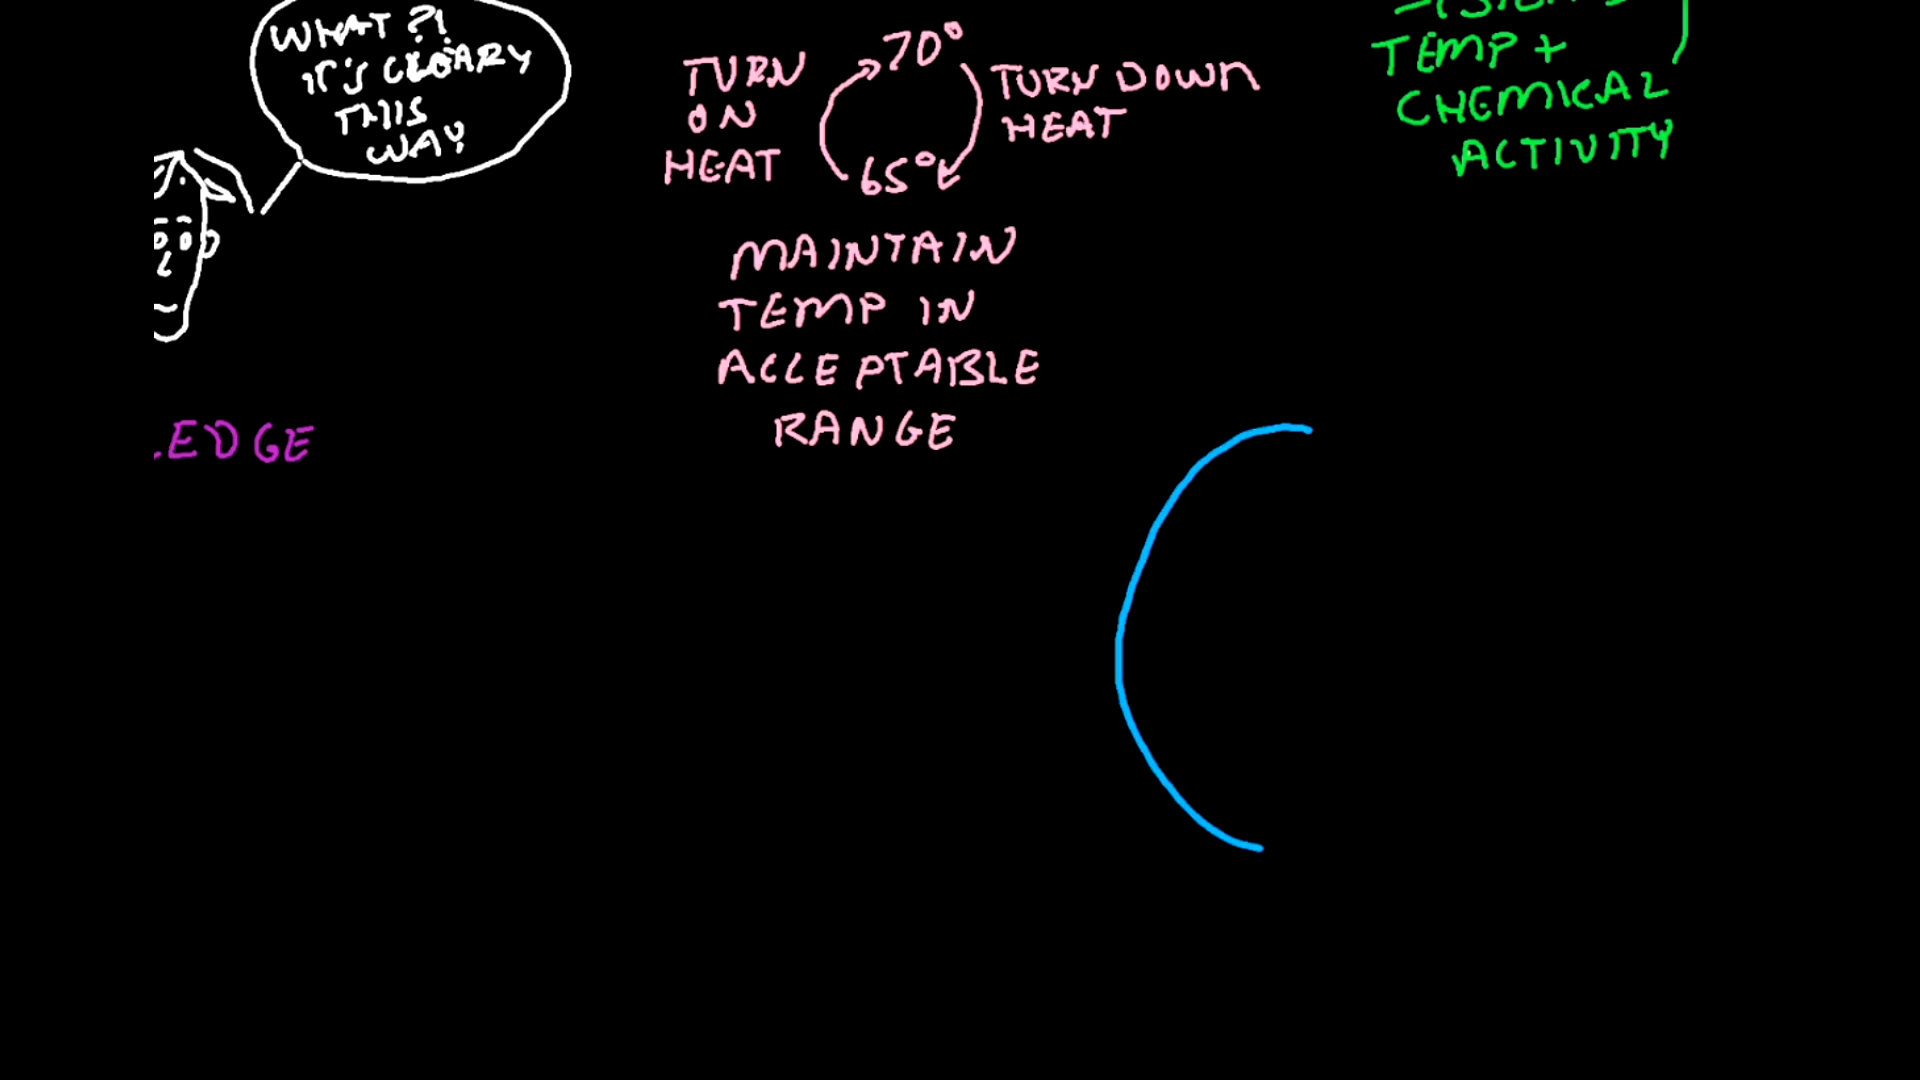 WHAT?!
IT'S CLEARY
THIS
WAY
TURN
ON
HEAT
70°
65°
TURN DOWN
HEAT
MAINTAIN
TEMP IN
ACCEPTABLE
RANGE
TEMP +
CHEMICAL
ACTIVITY
.EDGE